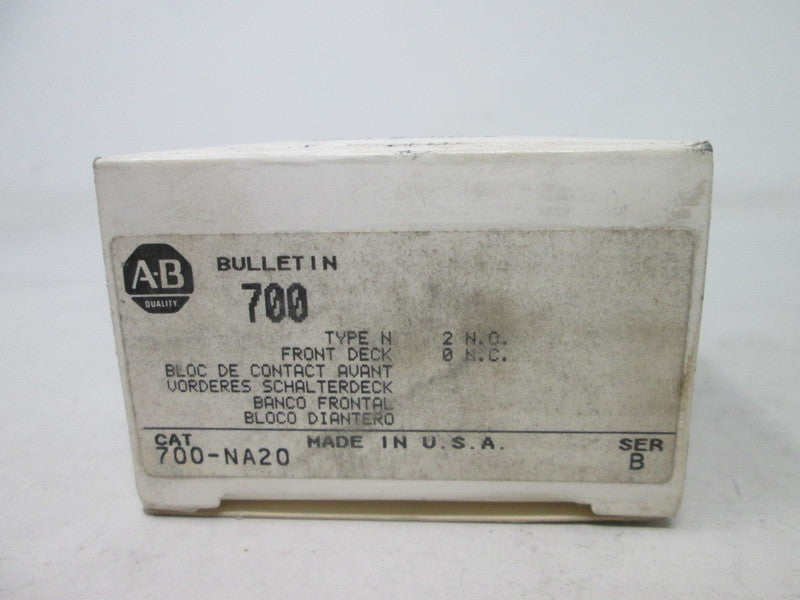 A-B
QUALITY
BULLETIN
700
TYPE N 2 N.O.
FRONT DECK 0 N.C.
BLOC DE CONTACT AVANT
VORDERES SCHALTERDECK
BANCO FRONTAL
BLOCO DIANTERO
CAT MADE IN U.S.A. SER
700-NA20 B